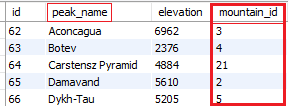 id peak_name elevation mountain_id
62 Aconcagua 6962 3
63 Botev 2376 4
64 Carstensz Pyramid 4884 21
65 Damavand 5610 2
66 Dykh-Tau 5205 5